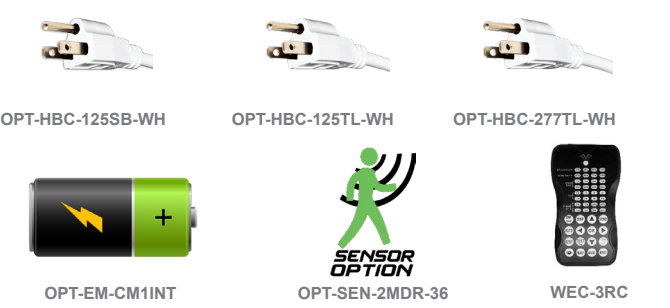 OPT-HBC-125SB-WH
OPT-HBC-125TL-WH
OPT-HBC-277TL-WH
+
SENSOR
OPTION
OPT-EM-CM1INT
OPT-SEN-2MDR-36
WEC-3RC